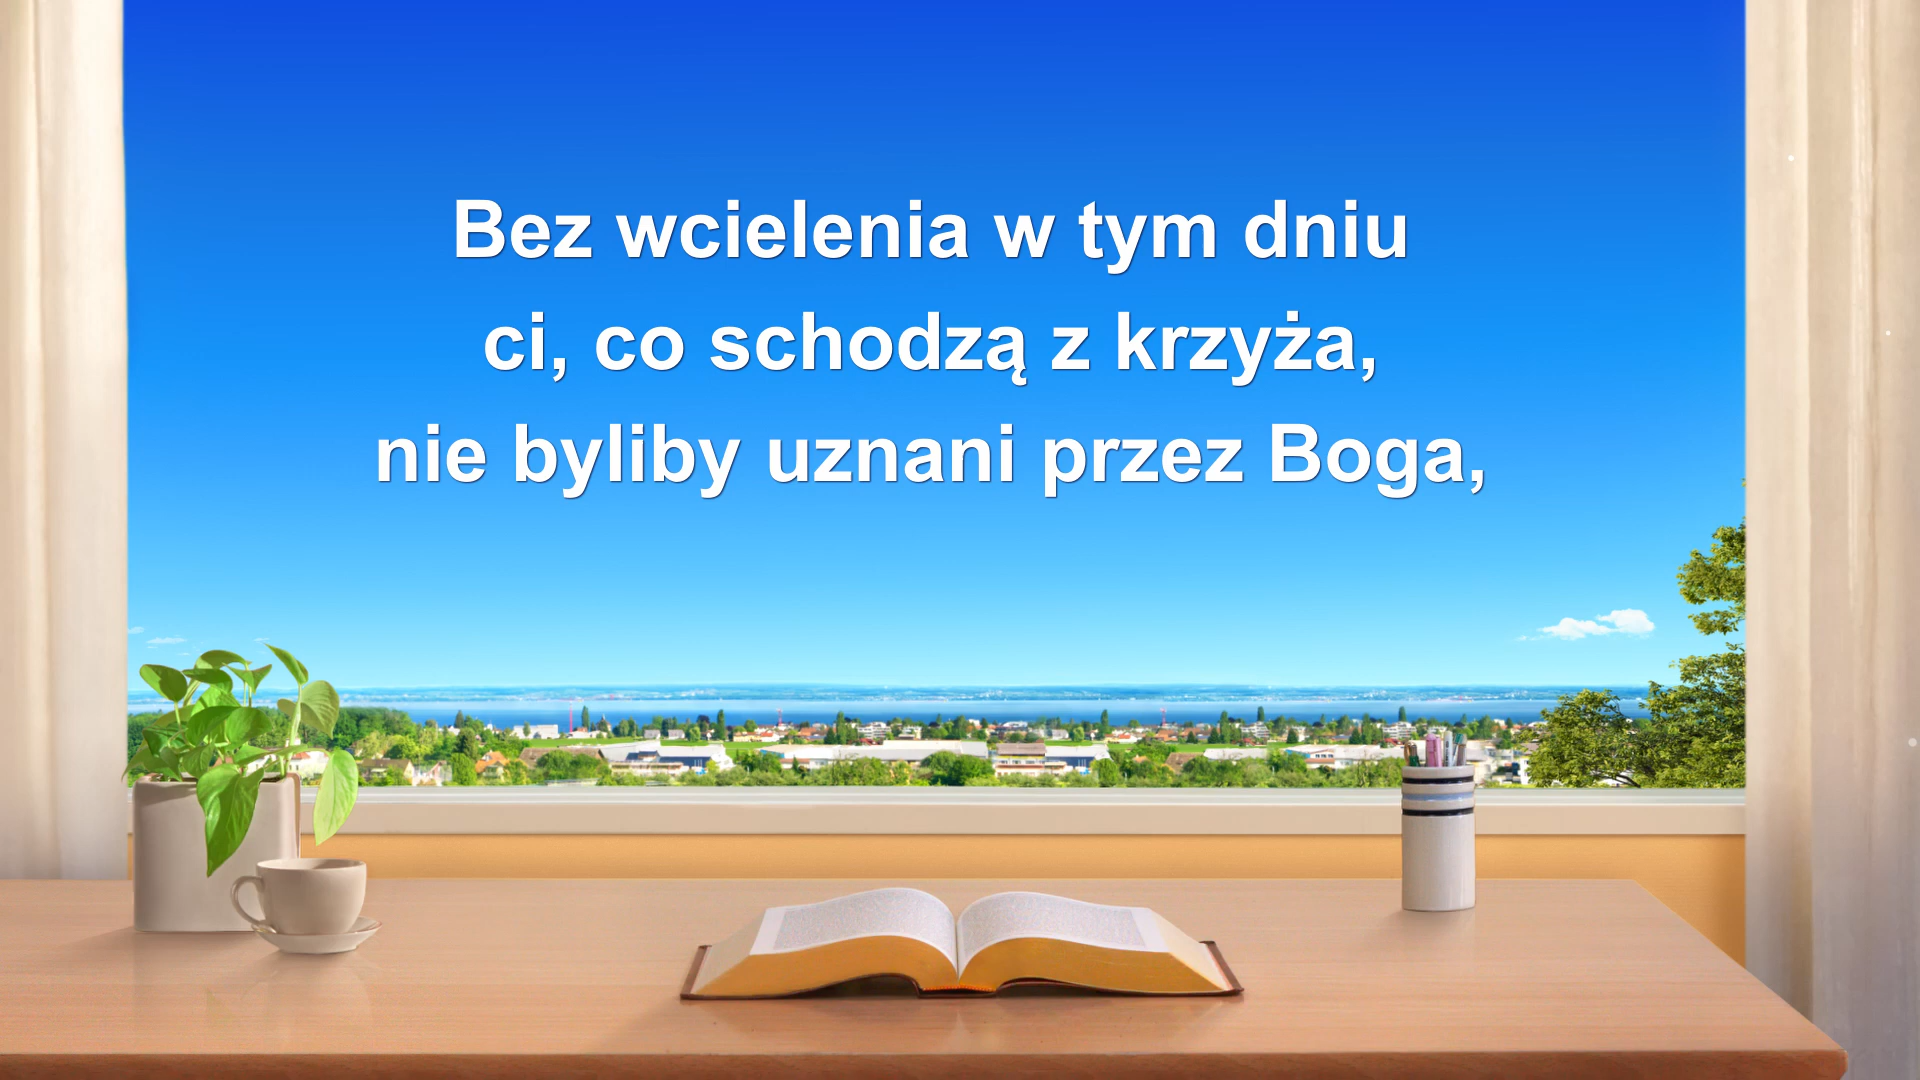 Bez wcielenia w tym dniu
ci, co schodzą z krzyża,
nie byliby uznani przez Boga,